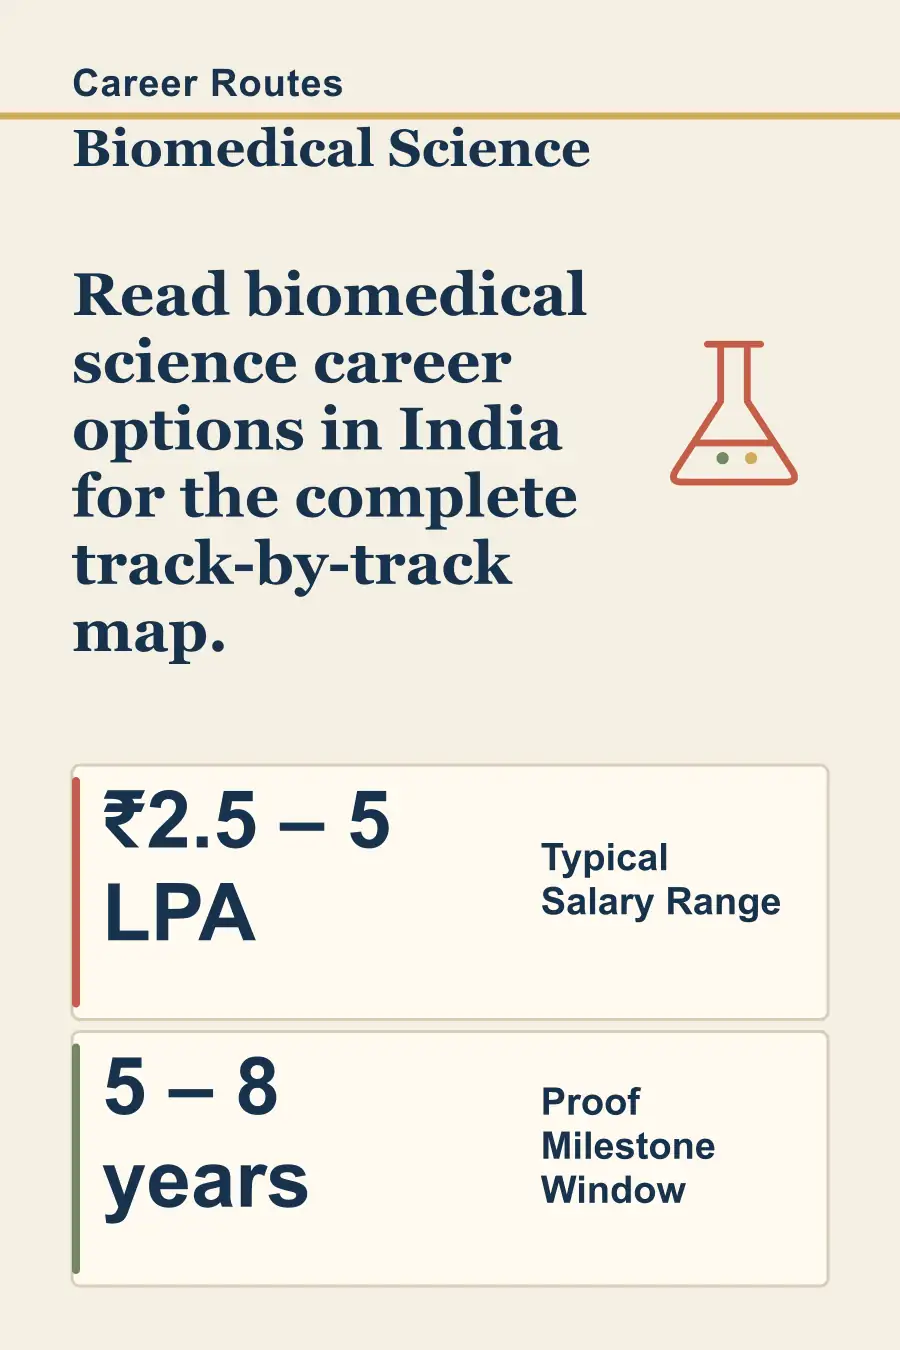 Career Routes
Biomedical Science
Read biomedical
science career
options in India
for the complete
track-by-track
map.
₹2.5 – 5
LPA
Typical
Salary Range
5 – 8
years
Proof
Milestone
Window